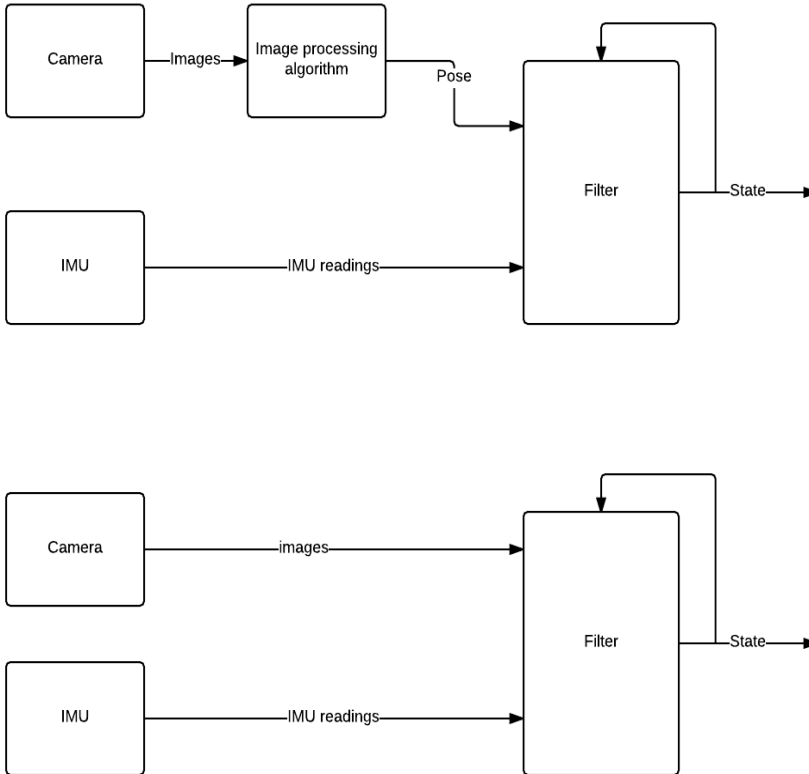 Camera
Images
Image processing
algorithm
Pose
Filter
State
IMU
IMU readings
Camera
images
Filter
State
IMU
IMU readings